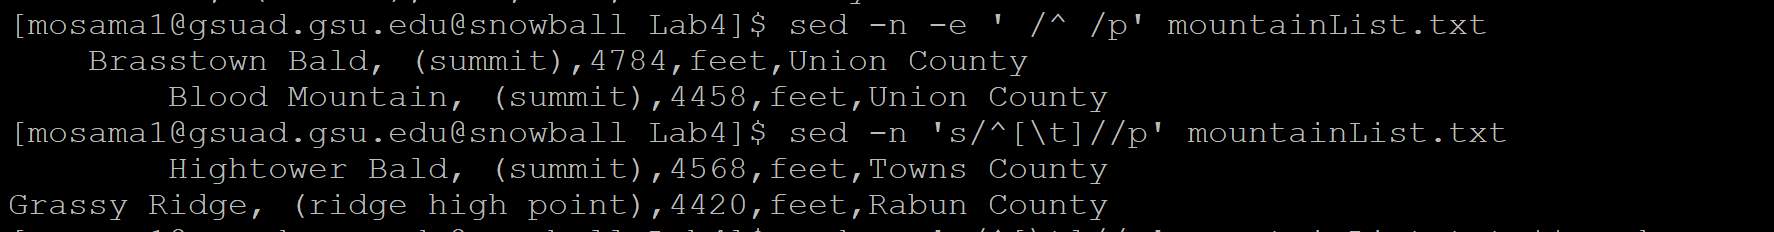 [mosama1@gsuad.gsu.edu@snowball Lab4]$ sed -n -e ' /^ /p' mountainList.txt
    Brasstown Bald, (summit),4784,feet,Union County
        Blood Mountain, (summit),4458,feet,Union County
[mosama1@gsuad.gsu.edu@snowball Lab4]$ sed -n 's/^[\t]//p' mountainList.txt
        Hightower Bald, (summit),4568,feet,Towns County
Grassy Ridge, (ridge high point),4420,feet,Rabun County